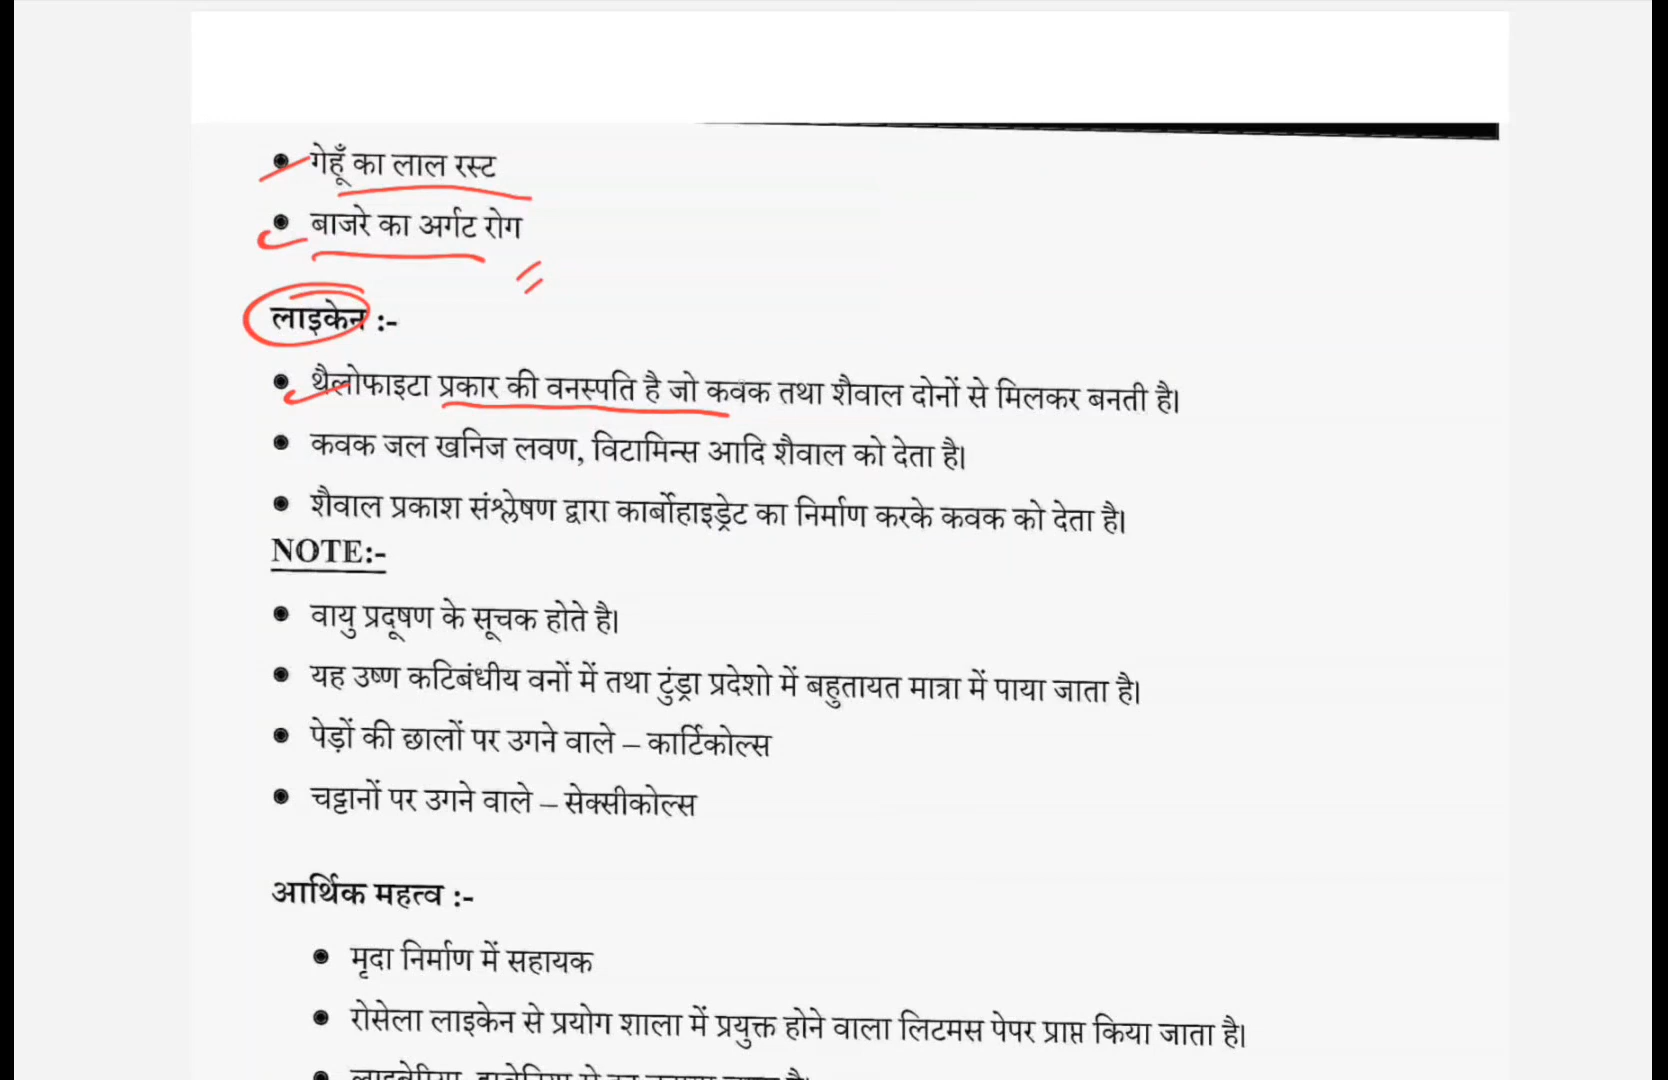 गेहूँ का लाल रस्ट
बाजरे का अर्गट रोग
लाइकेन :-
थैलोफाइटा प्रकार की वनस्पति है जो कवक तथा शैवाल दोनों से मिलकर बनती है।
कवक जल खनिज लवण, विटामिन्स आदि शैवाल को देता है।
शैवाल प्रकाश संश्लेषण द्वारा कार्बोहाइड्रेट का निर्माण करके कवक को देता है।
NOTE:-
वायु प्रदूषण के सूचक होते है।
यह उष्ण कटिबंधीय वनों में तथा टुंड्रा प्रदेशो में बहुतायत मात्रा में पाया जाता है।
पेड़ों की छालों पर उगने वाले – कार्टिकोल्स
चट्टानों पर उगने वाले – सेक्सीकोल्स
आर्थिक महत्व :-
मृदा निर्माण में सहायक
रोसेला लाइकेन से प्रयोग शाला में प्रयुक्त होने वाला लिटमस पेपर प्राप्त किया जाता है।